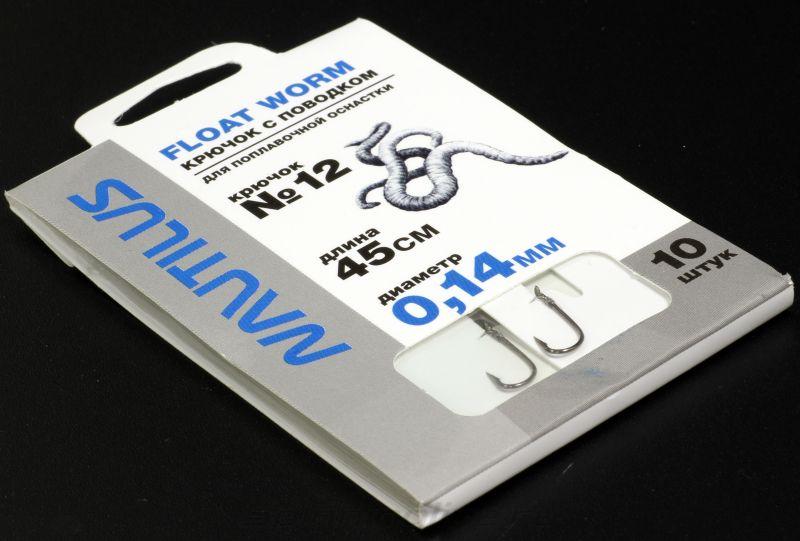 NAUTILUS
FLOAT WORM
КРЮЧОК С ПОВОДКОМ
ДЛЯ ПОПЛАВОЧНОЙ ОСНАСТКИ
крючок
№12
длина
45см
диаметр
0,14мм
10
штук